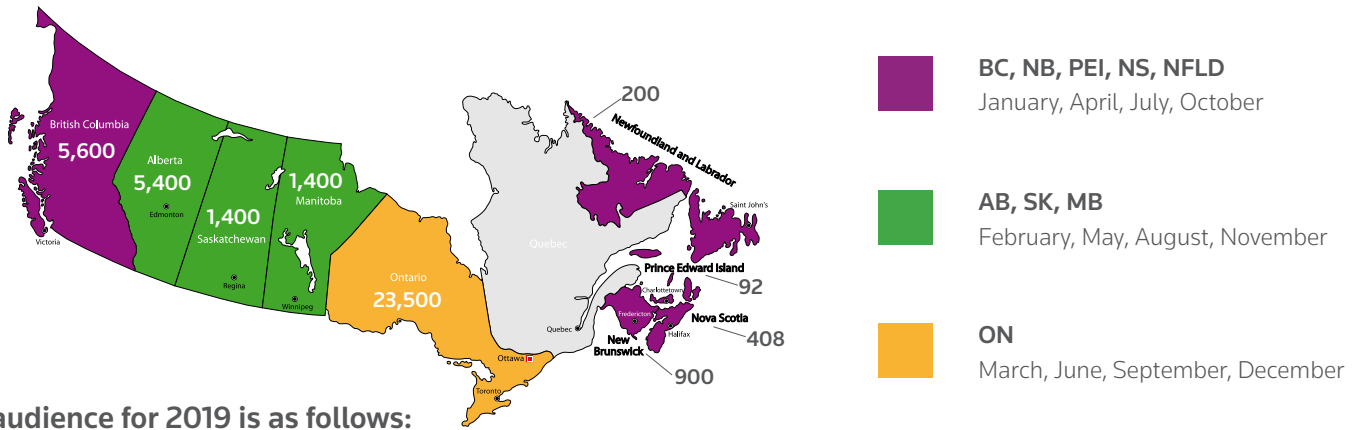 British Columbia
5,600
Victoria
Alberta
5,400
Edmonton
1,400
Saskatchewan
Regina
1,400
Manitoba
Winnipeg
Ontario
23,500
Ottawa
Toronto
Quebec
Quebec
200
Newfoundland and Labrador
Saint John's
Prince Edward Island
92
Charlottetown
Fredericton
Nova Scotia
Halifax
408
New
Brunswick
900
BC, NB, PEI, NS, NFLD
January, April, July, October
AB, SK, MB
February, May, August, November
ON
March, June, September, December
audience for 2019 is as follows: